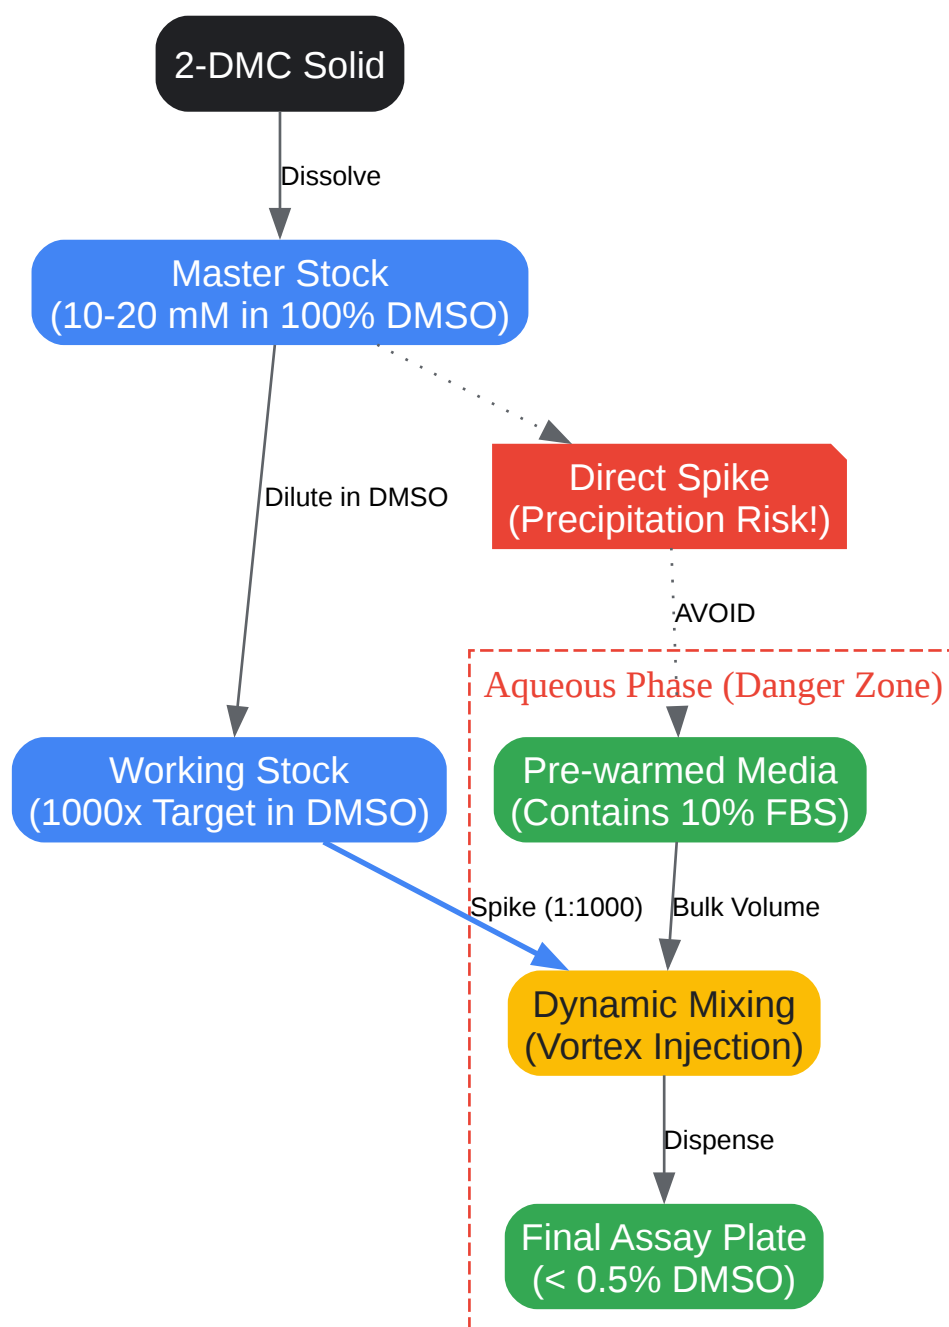 2-DMC Solid
Dissolve
Master Stock
(10-20 mM in 100% DMSO)
Dilute in DMSO
Direct Spike
(Precipitation Risk!)
AVOID
Aqueous Phase (Danger Zone)
Working Stock
(1000x Target in DMSO)
Pre-warmed Media
(Contains 10% FBS)
Spike (1:1000)
Bulk Volume
Dynamic Mixing
(Vortex Injection)
Dispense
Final Assay Plate
(< 0.5% DMSO)